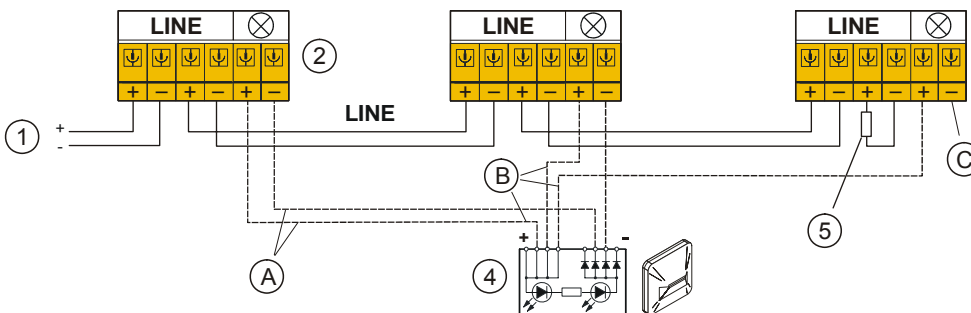 LINE LINE LINE
2
+ − + − + − + − + − + − + − + − + −
LINE
1 +
-
C
B
5
A + -
4